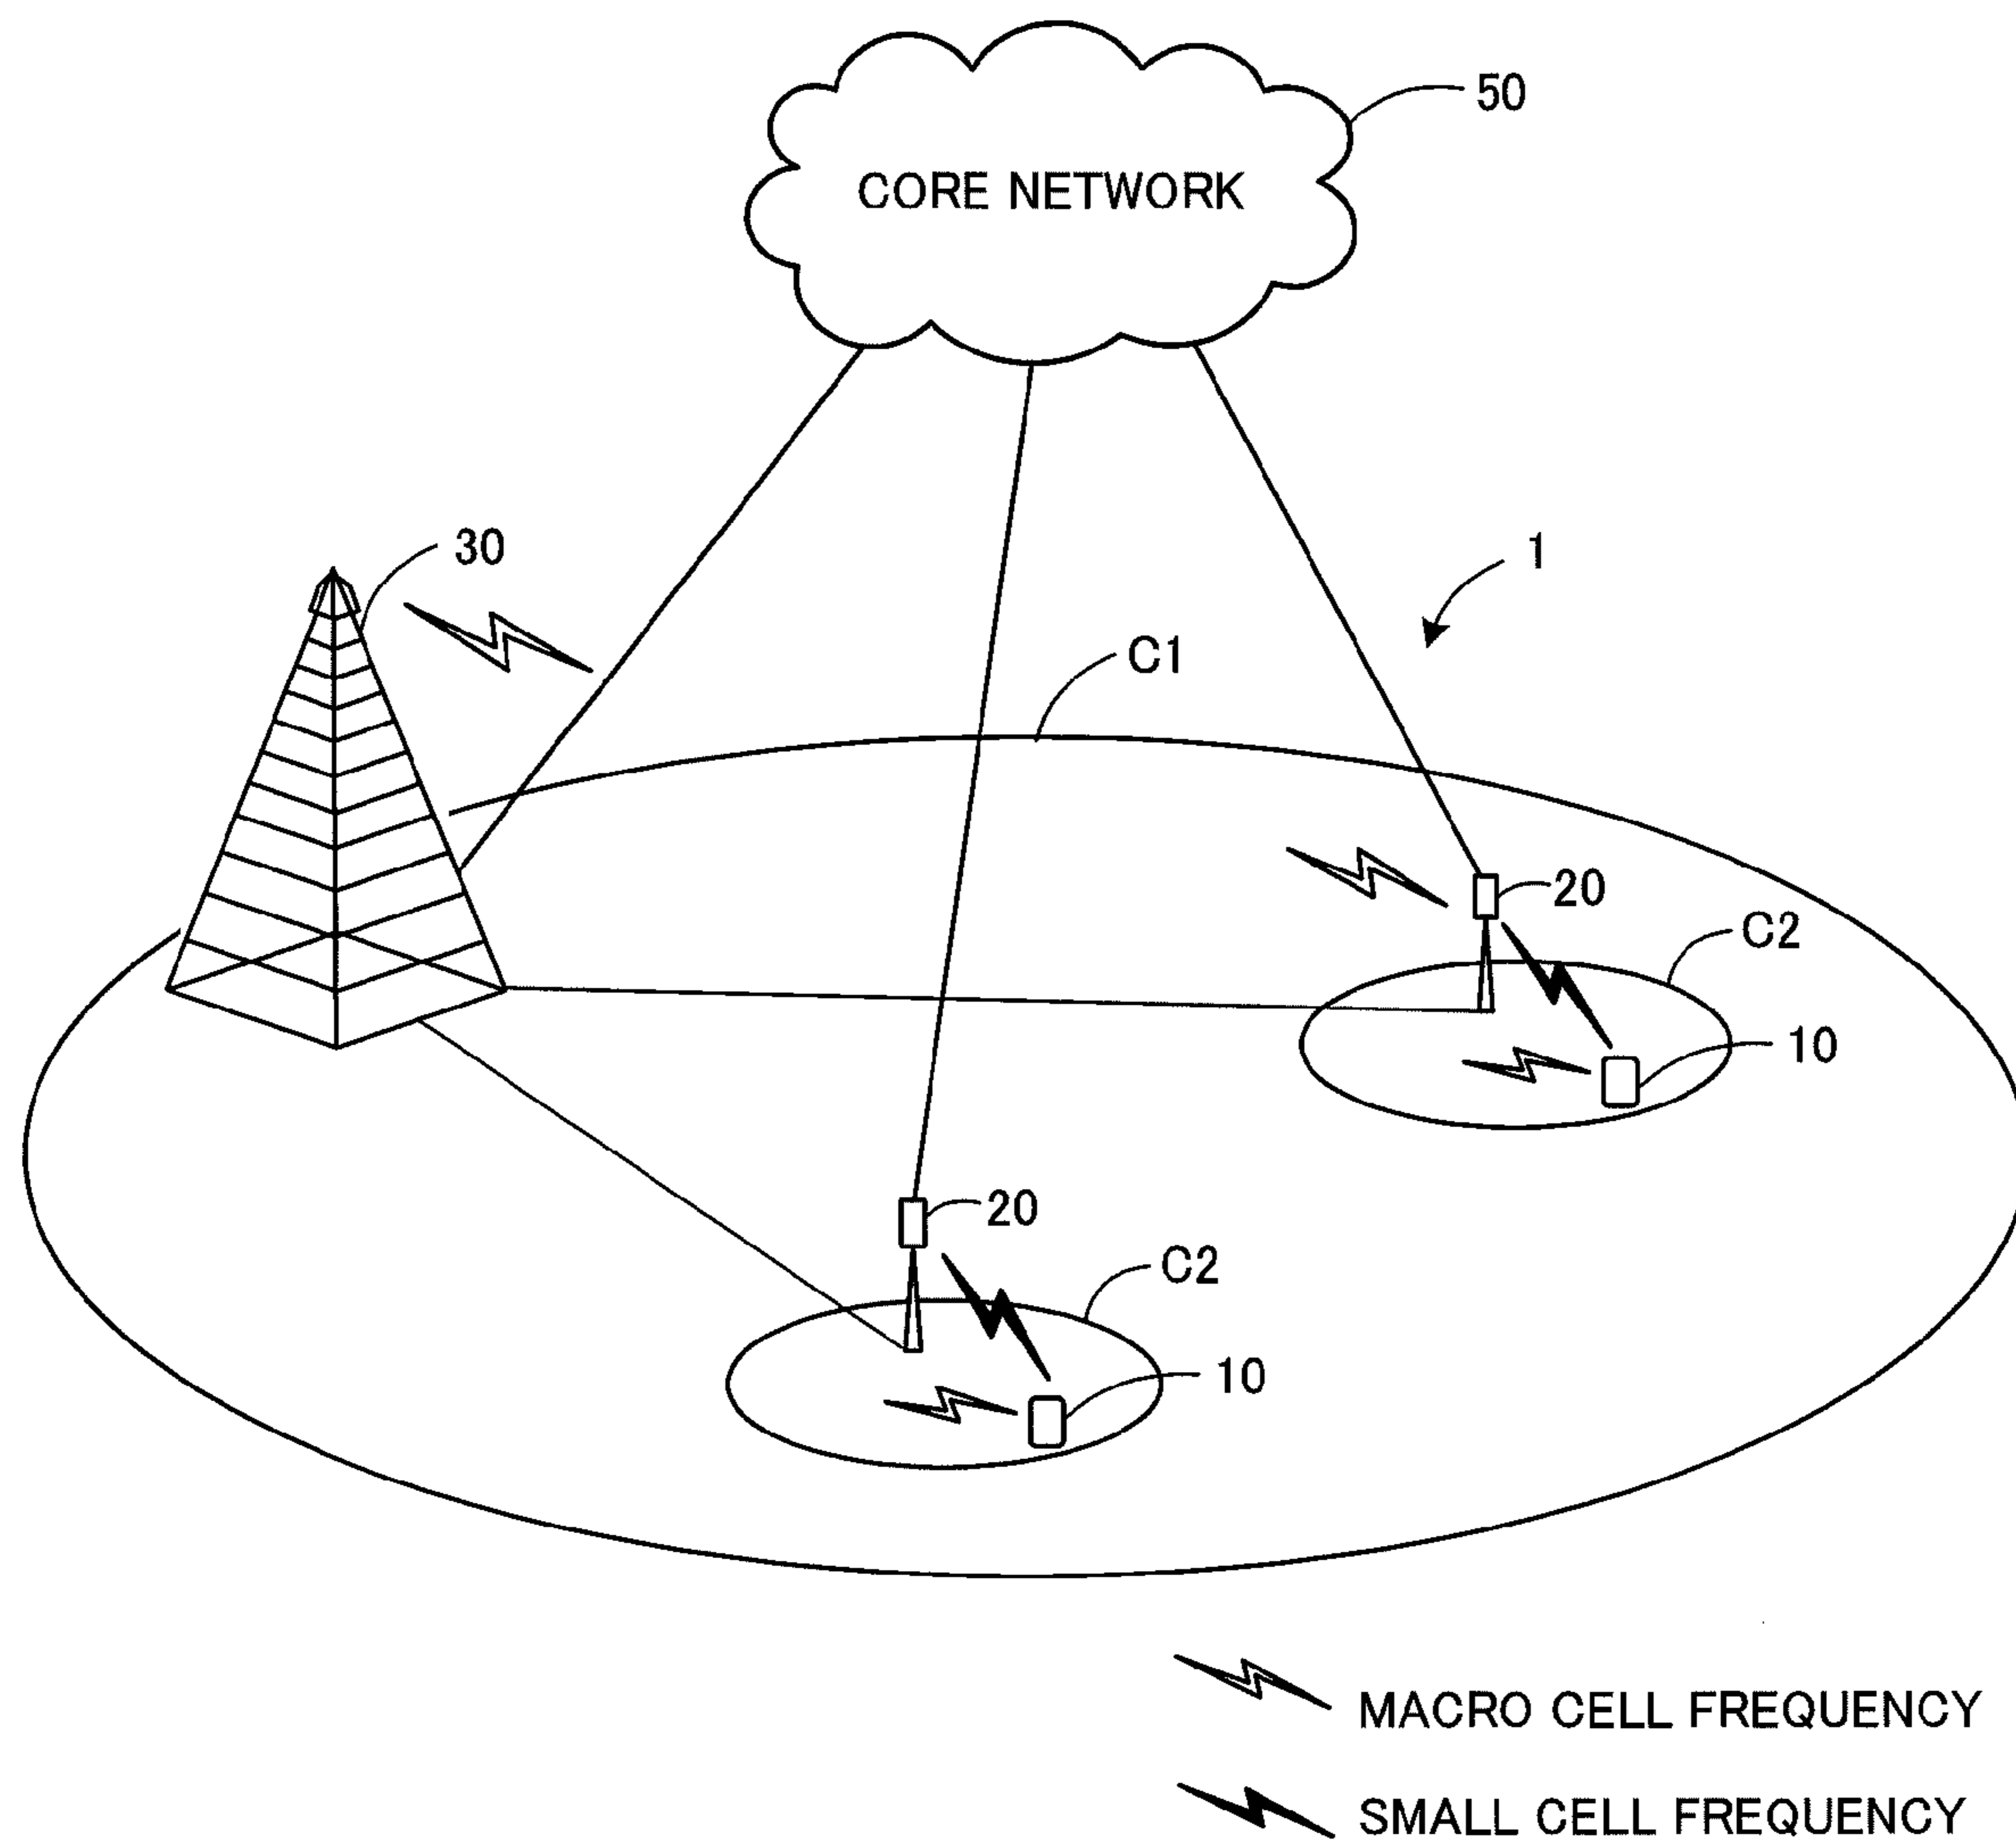 50
CORE NETWORK
30
1
C1
20
C2
10
20
C2
10
MACRO CELL FREQUENCY
SMALL CELL FREQUENCY